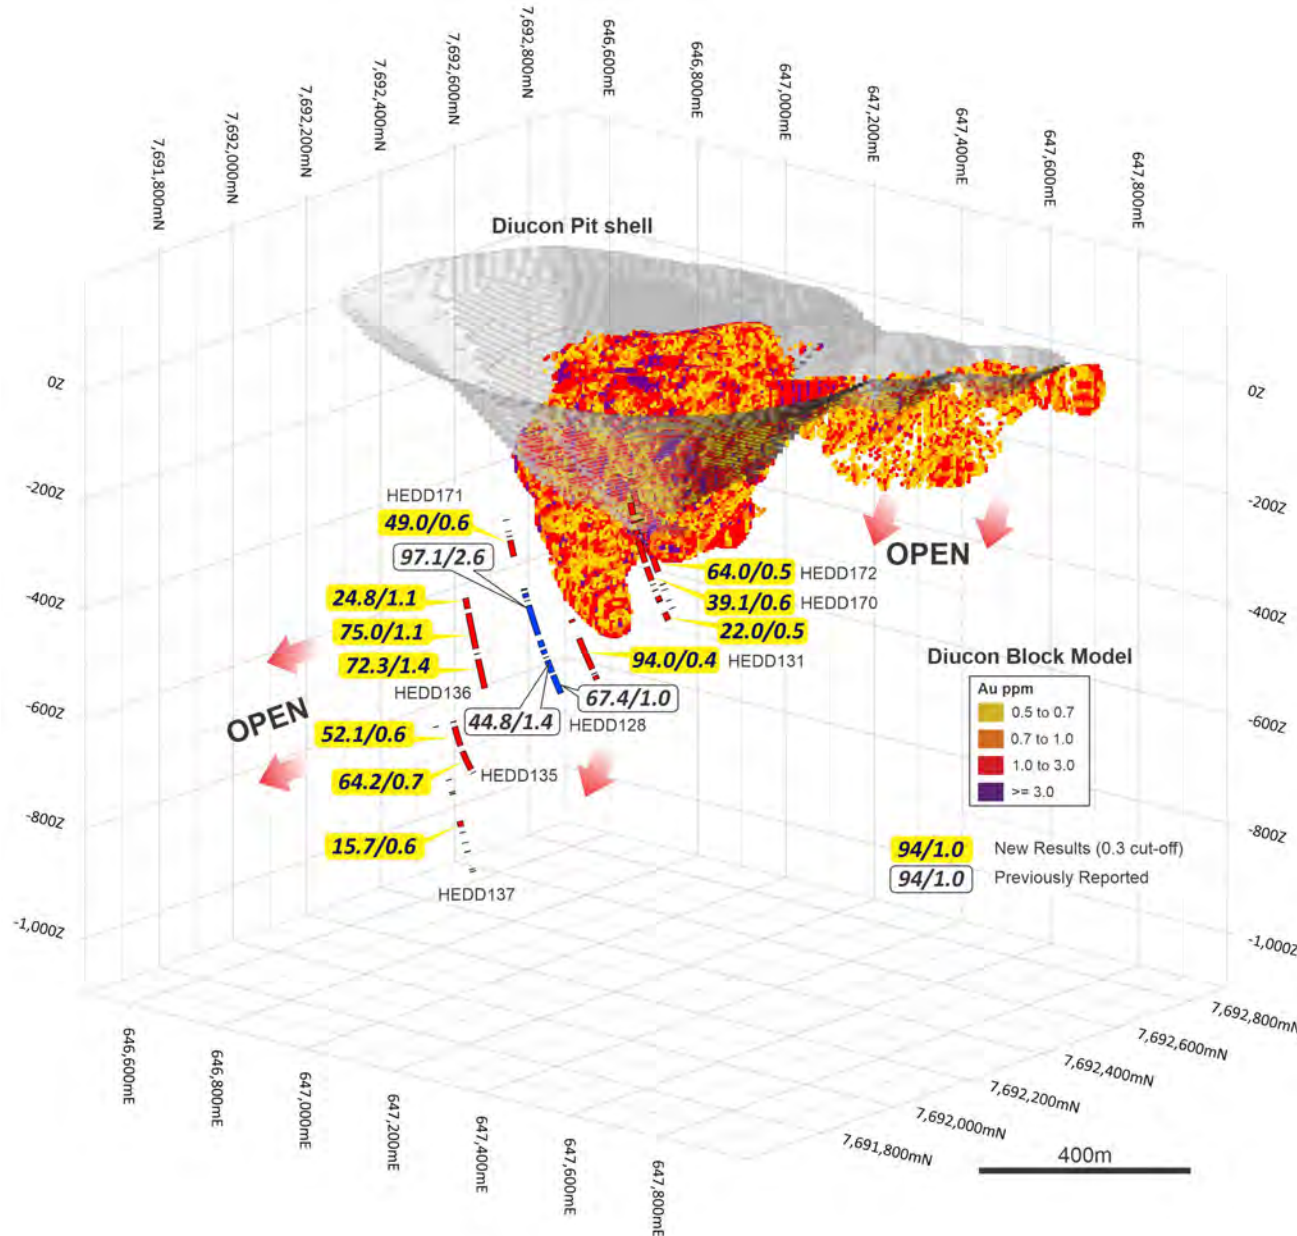 7,691,800mN
7,692,000mN
7,692,200mN
7,692,400mN
7,692,600mN
7,692,800mN
646,600mE
646,800mE
647,000mE
647,200mE
647,400mE
647,600mE
647,800mE
Diucon Pit shell
0Z
0Z
-200Z
-200Z
HEDD171
49.0/0.6
97.1/2.6
OPEN
64.0/0.5 HEDD172
24.8/1.1
39.1/0.6 HEDD170
-400Z
-400Z
75.0/1.1
22.0/0.5
72.3/1.4
94.0/0.4 HEDD131
HEDD136
67.4/1.0
44.8/1.4 HEDD128
OPEN
-600Z
-600Z
52.1/0.6
64.2/0.7 HEDD135
-800Z
-800Z
15.7/0.6
HEDD137
-1,000Z
-1,000Z
Diucon Block Model
Au ppm
0.5 to 0.7
0.7 to 1.0
1.0 to 3.0
>= 3.0
94/1.0 New Results (0.3 cut-off)
94/1.0 Previously Reported
646,600mE
646,800mE
647,000mE
647,200mE
647,400mE
647,600mE
647,800mE
7,691,800mN
7,692,000mN
7,692,200mN
7,692,400mN
7,692,600mN
7,692,800mN
400m